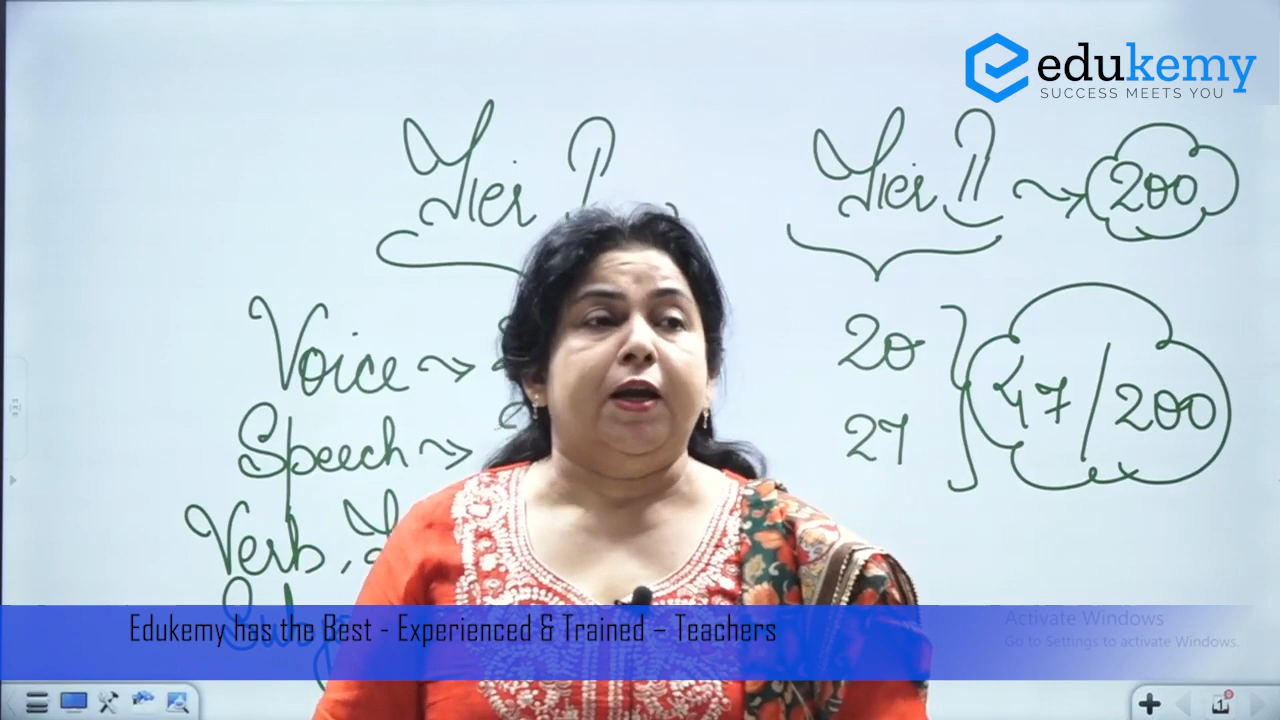 edukemy
SUCCESS MEETS YOU
Tier I
Tier II
200
Voice
20
47/200
Speech
27
Verb,
Edukemy has the Best - Experienced & Trained – Teachers
Activate Windows
Go to Settings to activate Windows.
1